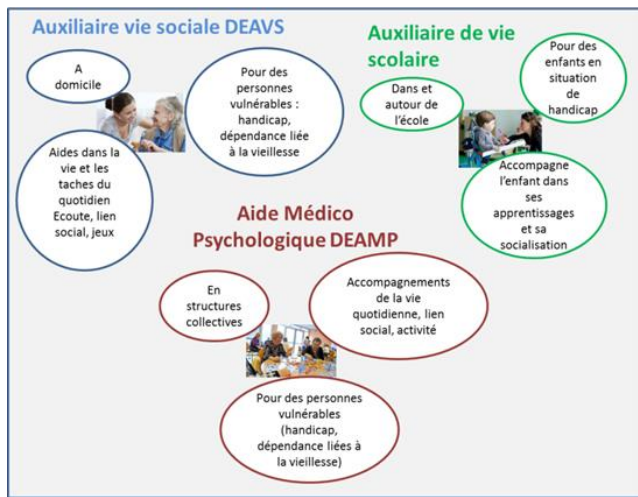 Auxiliaire vie sociale DEAVS
A
domicile
Pour des
personnes
vulnérables :
handicap,
dépendance liée
à la vieillesse
Aides dans la
vie et les
taches du
quotidien
Ecoute, lien
social, jeux
Auxiliaire de vie
scolaire
Dans et
autour de
l'école
Pour des
enfants en
situation
de
handicap
Accompagne
l'enfant dans
ses
apprentissages
et sa
socialisation
Aide Médico
Psychologique DEAMP
En
structures
collectives
Accompagnements
de la vie
quotidienne, lien
social, activité
Pour des personnes
vulnérables
(handicap,
dépendance liées à
la vieillesse)